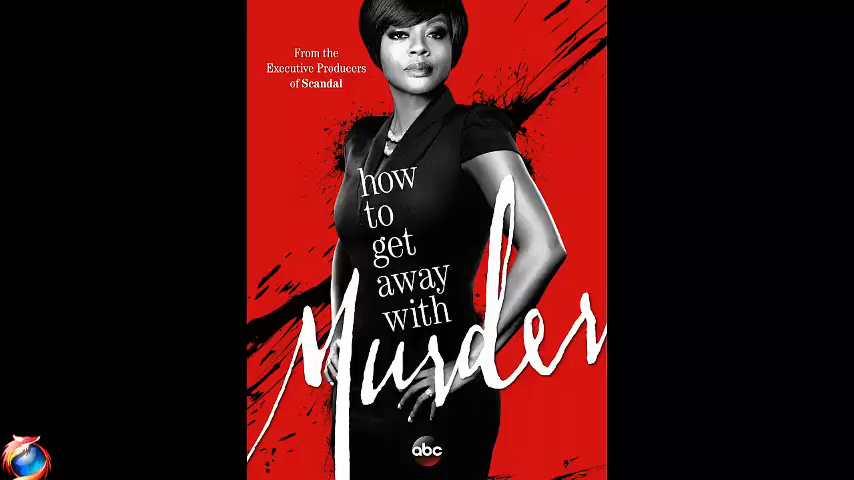 From the
Executive Producers
of Scandal
how
to
get
away
with
Murder
abc